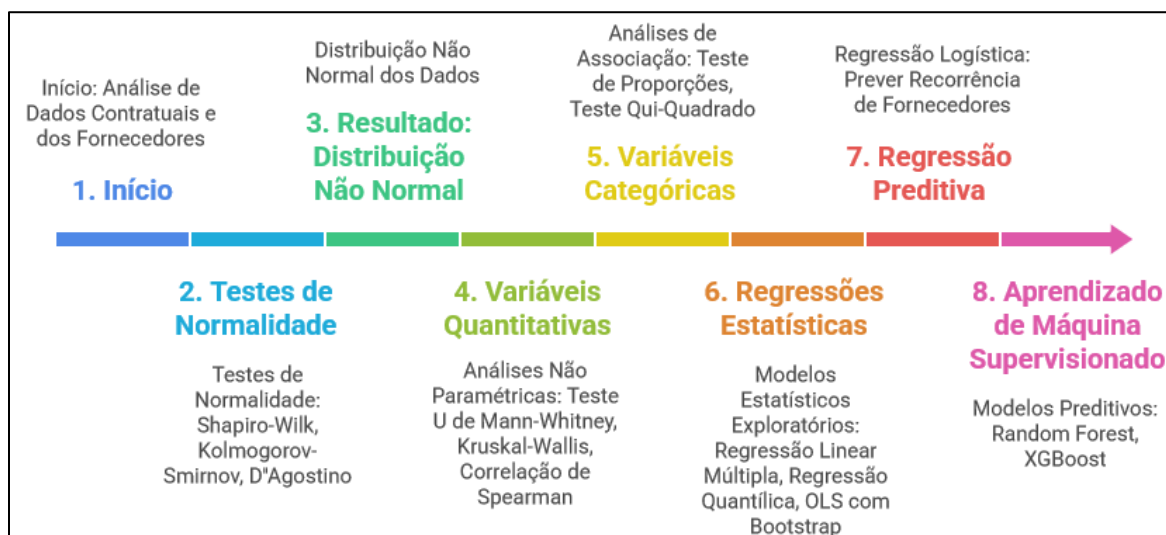 Início: Análise de
Dados Contratuais e
dos Fornecedores
1. Início
2. Testes de
Normalidade
Testes de
Normalidade:
Shapiro-Wilk,
Kolmogorov-
Smirnov, D"Agostino
Distribuição Não
Normal dos Dados
3. Resultado:
Distribuição
Não Normal
4. Variáveis
Quantitativas
Análises Não
Paramétricas: Teste
U de Mann-Whitney,
Kruskal-Wallis,
Correlação de
Spearman
Análises de
Associação: Teste
de Proporções,
Teste Qui-Quadrado
5. Variáveis
Categóricas
6. Regressões
Estatísticas
Modelos
Estatísticos
Exploratórios:
Regressão Linear
Múltipla, Regressão
Quantílica, OLS com
Bootstrap
Regressão Logística:
Prever Recorrência
de Fornecedores
7. Regressão
Preditiva
8. Aprendizado
de Máquina
Supervisionado
Modelos Preditivos:
Random Forest,
XGBoost